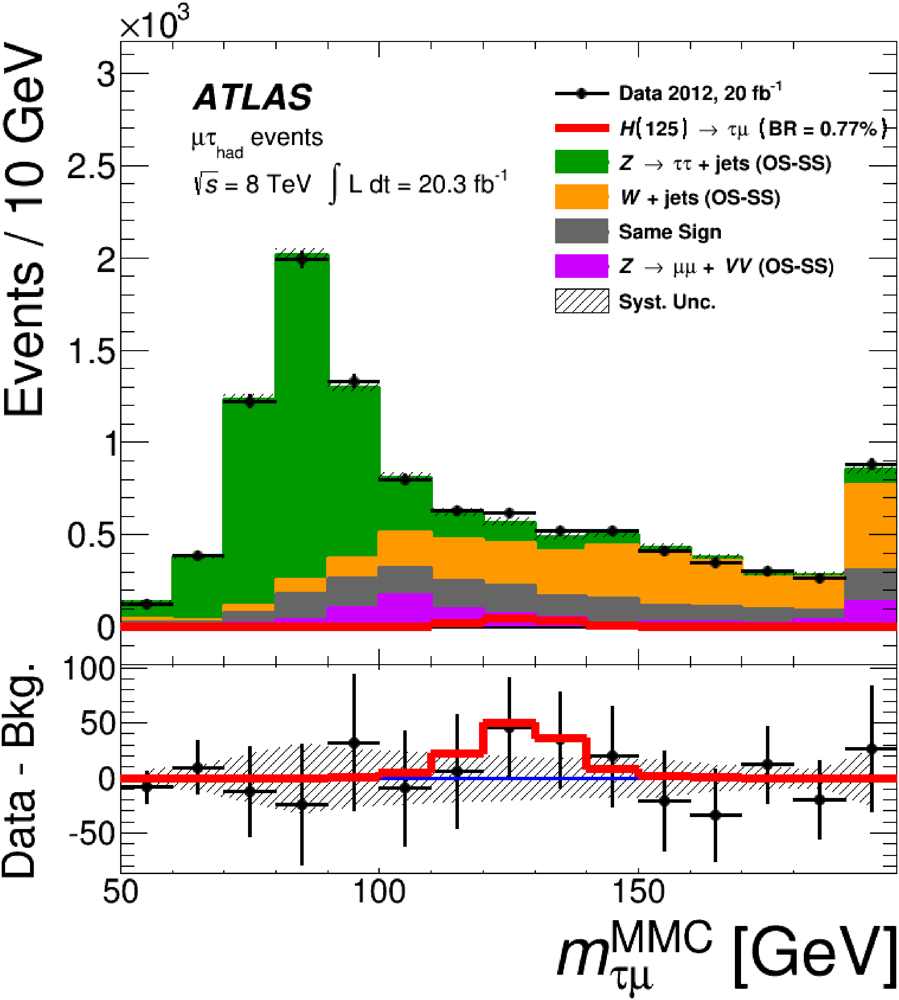 ×10³
Events / 10 GeV
3
2.5
2
1.5
1
0.5
0
ATLAS
μτ_had events
√s = 8 TeV ∫ L dt = 20.3 fb⁻¹
Data 2012, 20 fb⁻¹
H(125) → τμ (BR = 0.77%)
Z → ττ + jets (OS-SS)
W + jets (OS-SS)
Same Sign
Z → μμ + VV (OS-SS)
Syst. Unc.
Data - Bkg.
100
50
0
-50
50 100 150
m_τμ^MMC [GeV]